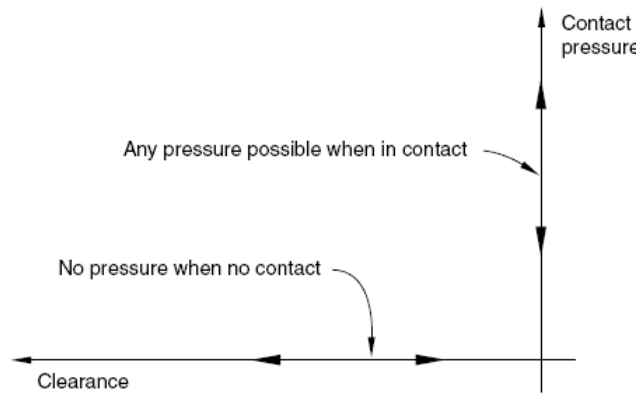 Contact
pressure
Any pressure possible when in contact
No pressure when no contact
Clearance